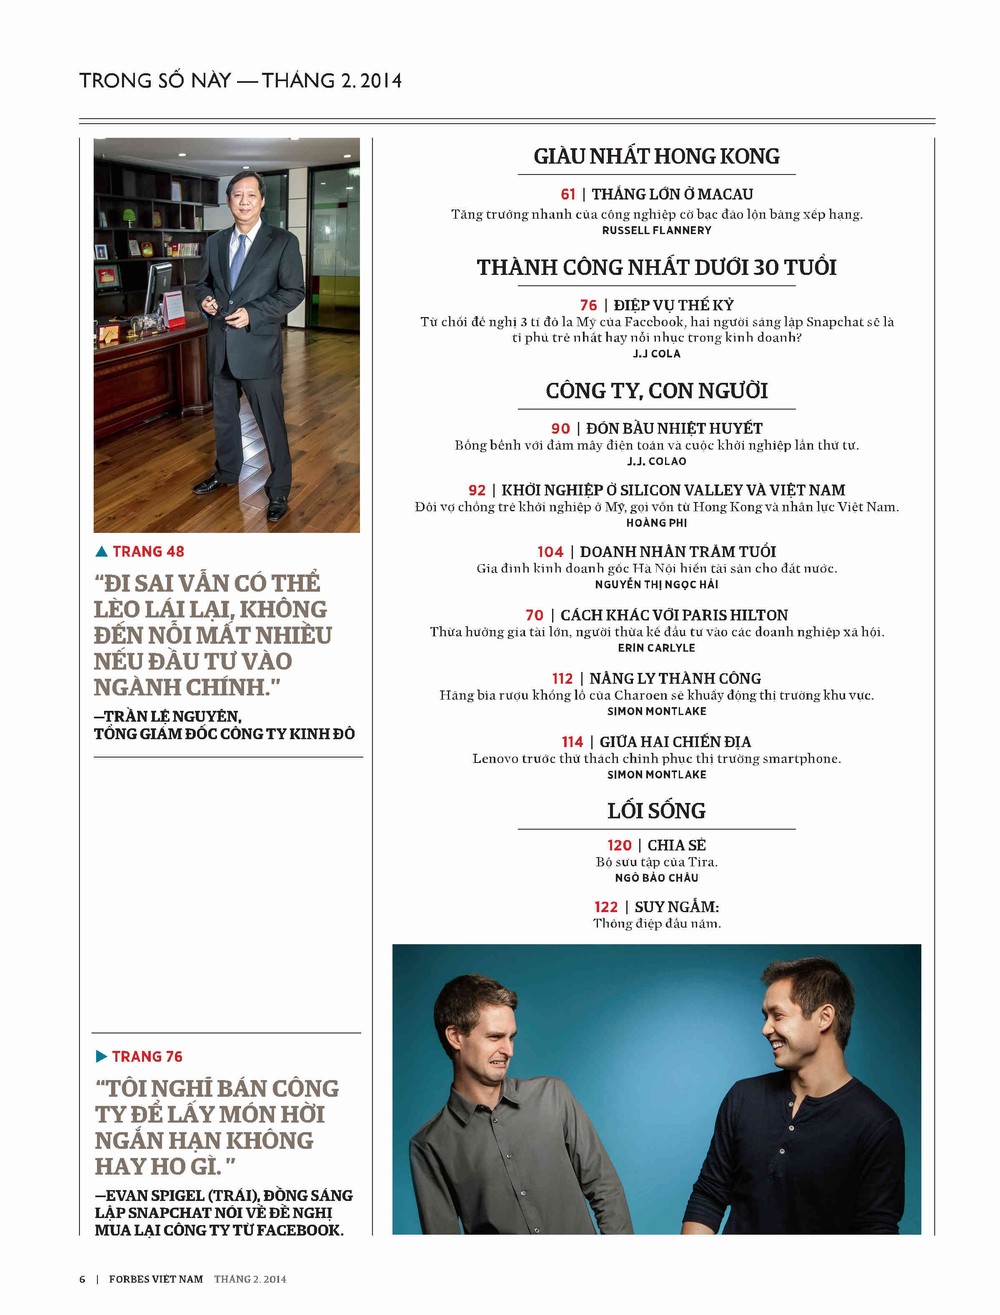 TRONG SỐ NÀY — THÁNG 2. 2014
▲ TRANG 48
“ĐI SAI VẪN CÓ THỂ
LÈO LÁI LẠI, KHÔNG
ĐẾN NỖI MẤT NHIỀU
NẾU ĐẦU TƯ VÀO
NGÀNH CHÍNH.”
—TRẦN LỆ NGUYÊN,
TỔNG GIÁM ĐỐC CÔNG TY KINH ĐÔ
▶ TRANG 76
“TÔI NGHĨ BÁN CÔNG
TY ĐỂ LẤY MÓN HỜI
NGẮN HẠN KHÔNG
HAY HO GÌ. ”
—EVAN SPIGEL (TRÁI), ĐỒNG SÁNG
LẬP SNAPCHAT NÓI VỀ ĐỀ NGHỊ
MUA LẠI CÔNG TY TỪ FACEBOOK.
GIÀU NHẤT HONG KONG
61 | THẮNG LỚN Ở MACAU
Tăng trưởng nhanh của công nghiệp cờ bạc đảo lộn bảng xếp hạng.
RUSSELL FLANNERY
THÀNH CÔNG NHẤT DƯỚI 30 TUỔI
76 | ĐIỆP VỤ THẾ KỶ
Từ chối đề nghị 3 tỉ đô la Mỹ của Facebook, hai người sáng lập Snapchat sẽ là
tỉ phú trẻ nhất hay nỗi nhục trong kinh doanh?
J.J COLA
CÔNG TY, CON NGƯỜI
90 | ĐÓN BẦU NHIỆT HUYẾT
Bồng bềnh với đám mây điện toán và cuộc khởi nghiệp lần thứ tư.
J.J. COLAO
92 | KHỞI NGHIỆP Ở SILICON VALLEY VÀ VIỆT NAM
Đôi vợ chồng trẻ khởi nghiệp ở Mỹ, gọi vốn từ Hong Kong và nhân lực Việt Nam.
HOÀNG PHI
104 | DOANH NHÂN TRĂM TUỔI
Gia đình kinh doanh gốc Hà Nội hiến tài sản cho đất nước.
NGUYỄN THỊ NGỌC HẢI
70 | CÁCH KHÁC VỚI PARIS HILTON
Thừa hưởng gia tài lớn, người thừa kế đầu tư vào các doanh nghiệp xã hội.
ERIN CARLYLE
112 | NÂNG LY THÀNH CÔNG
Hãng bia rượu khổng lồ của Charoen sẽ khuấy động thị trường khu vực.
SIMON MONTLAKE
114 | GIỮA HAI CHIẾN ĐỊA
Lenovo trước thử thách chinh phục thị trường smartphone.
SIMON MONTLAKE
LỐI SỐNG
120 | CHIA SẺ
Bộ sưu tập của Tira.
NGÔ BẢO CHÂU
122 | SUY NGẪM:
Thông điệp đầu năm.
6 | FORBES VIỆT NAM THÁNG 2. 2014